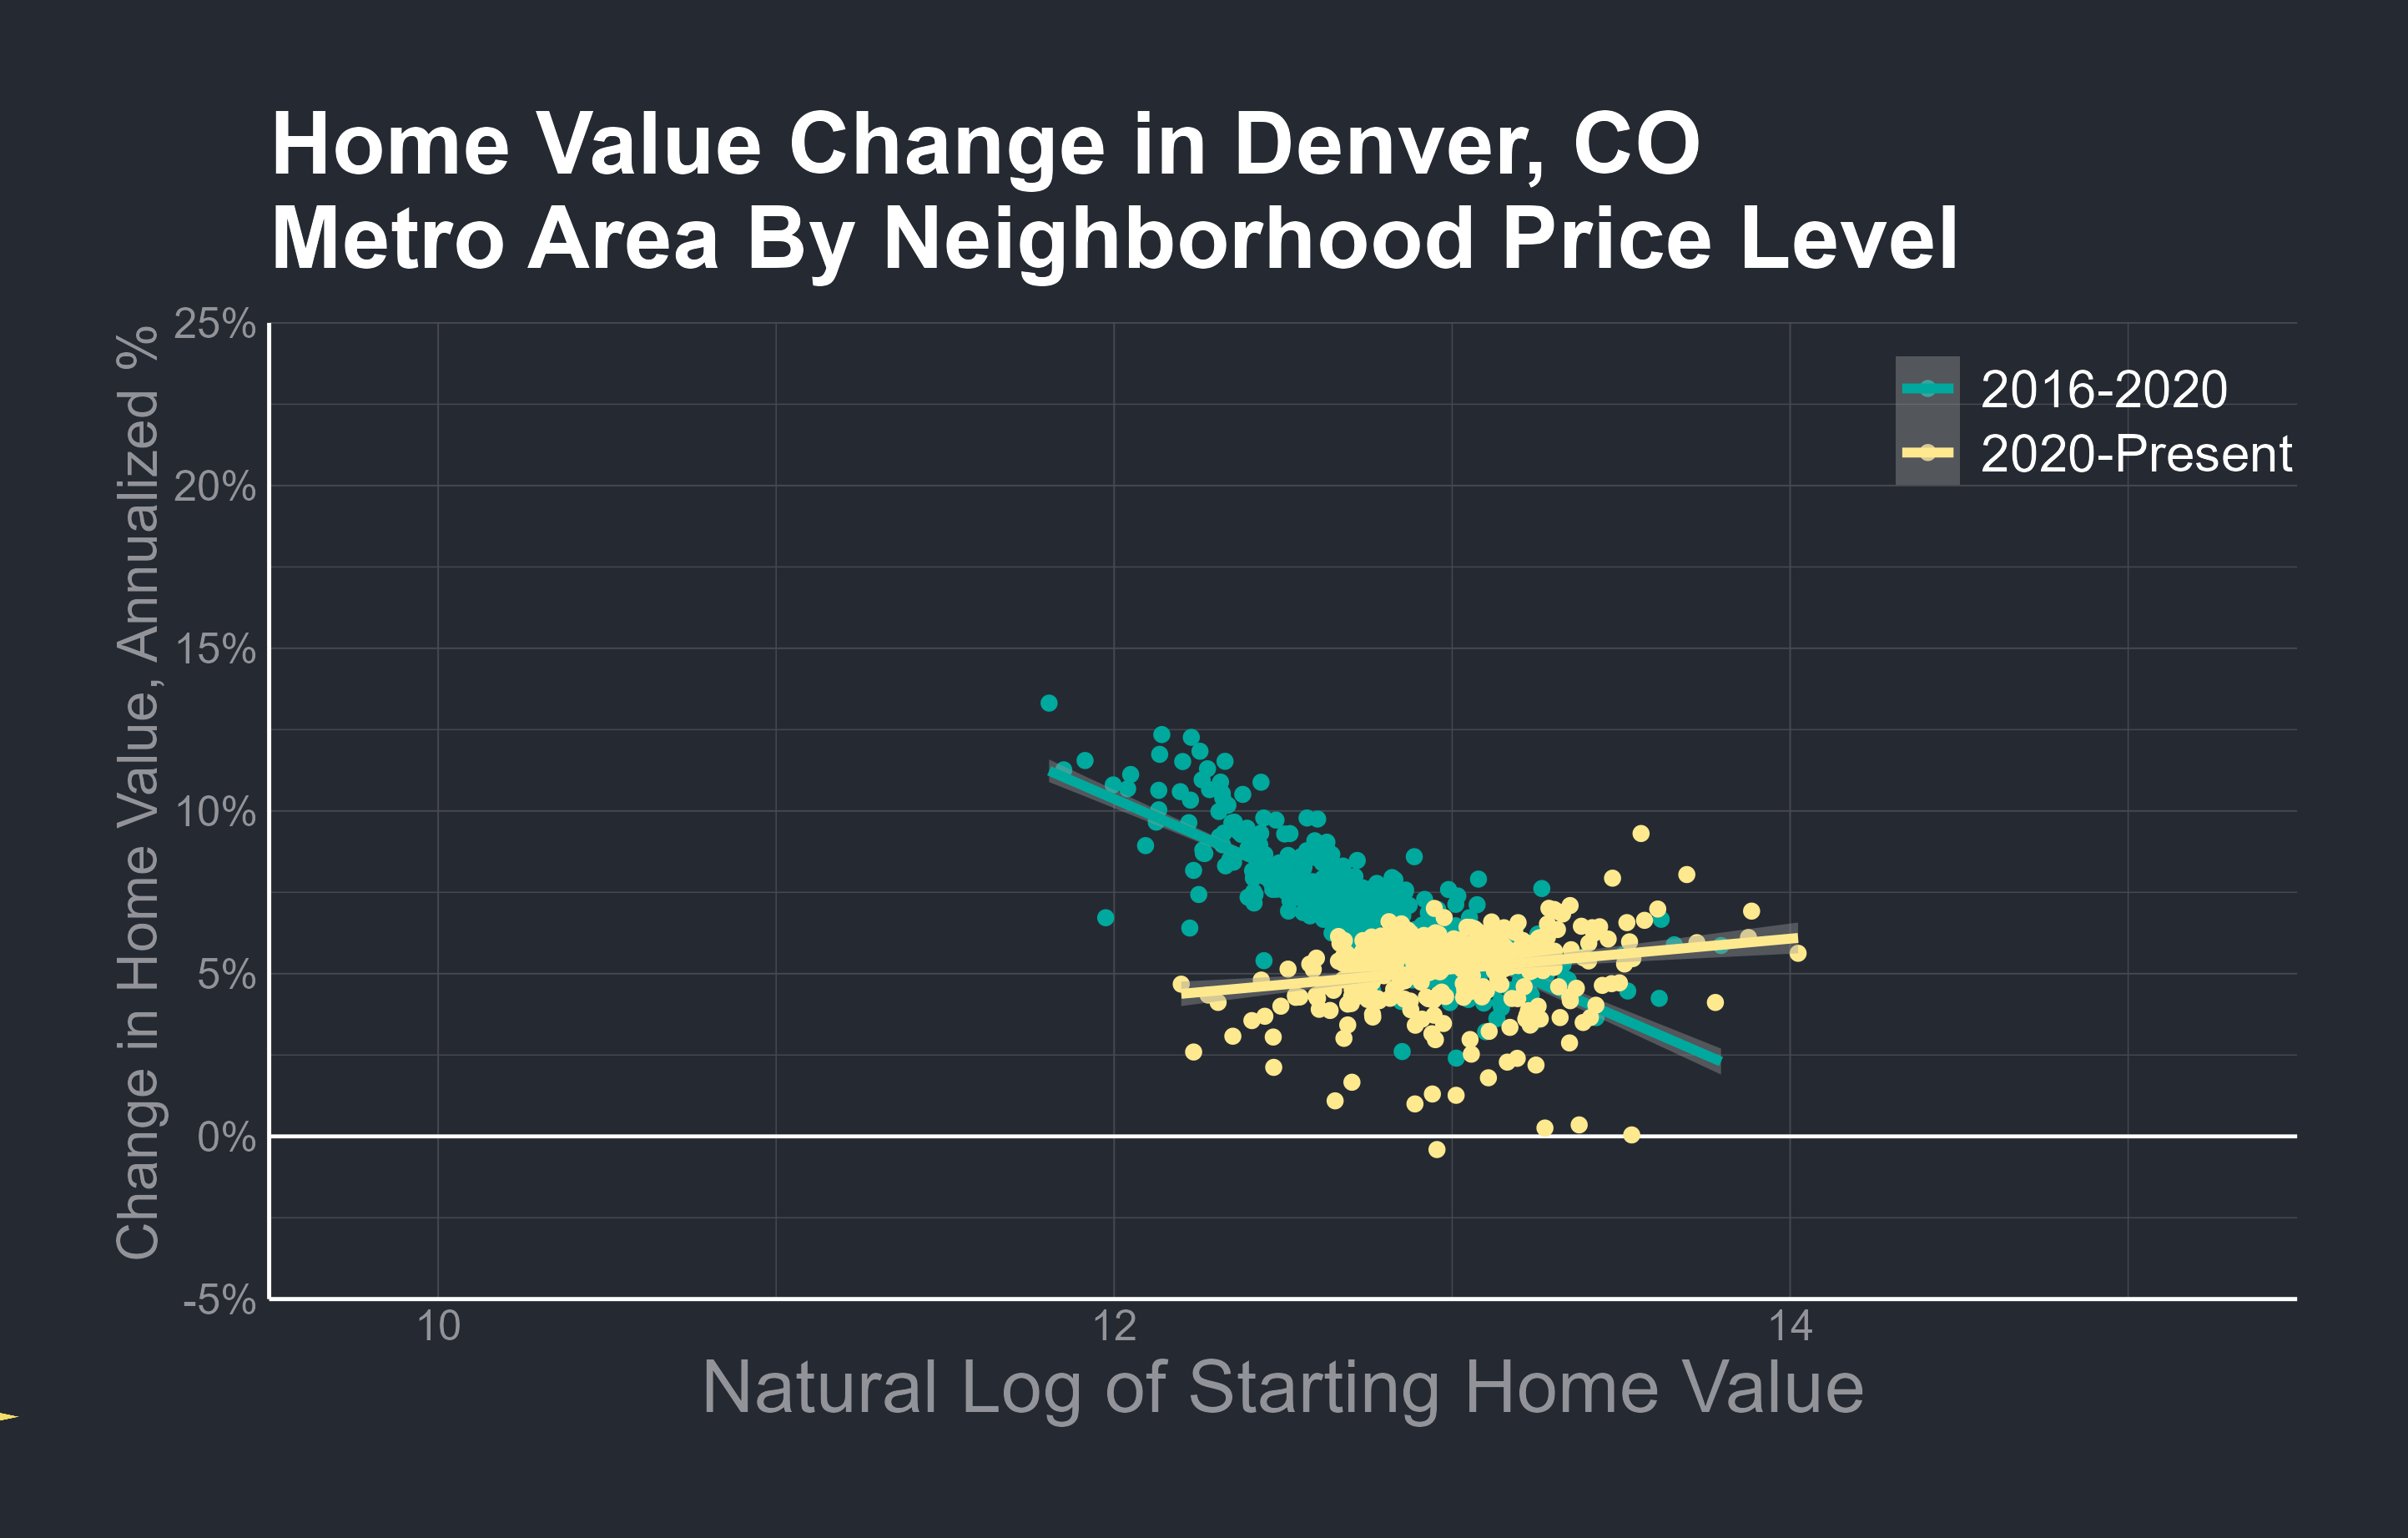 Home Value Change in Denver, CO
Metro Area By Neighborhood Price Level
Change in Home Value, Annualized %
25%
20%
15%
10%
5%
0%
-5%
2016-2020
2020-Present
10
12
14
Natural Log of Starting Home Value